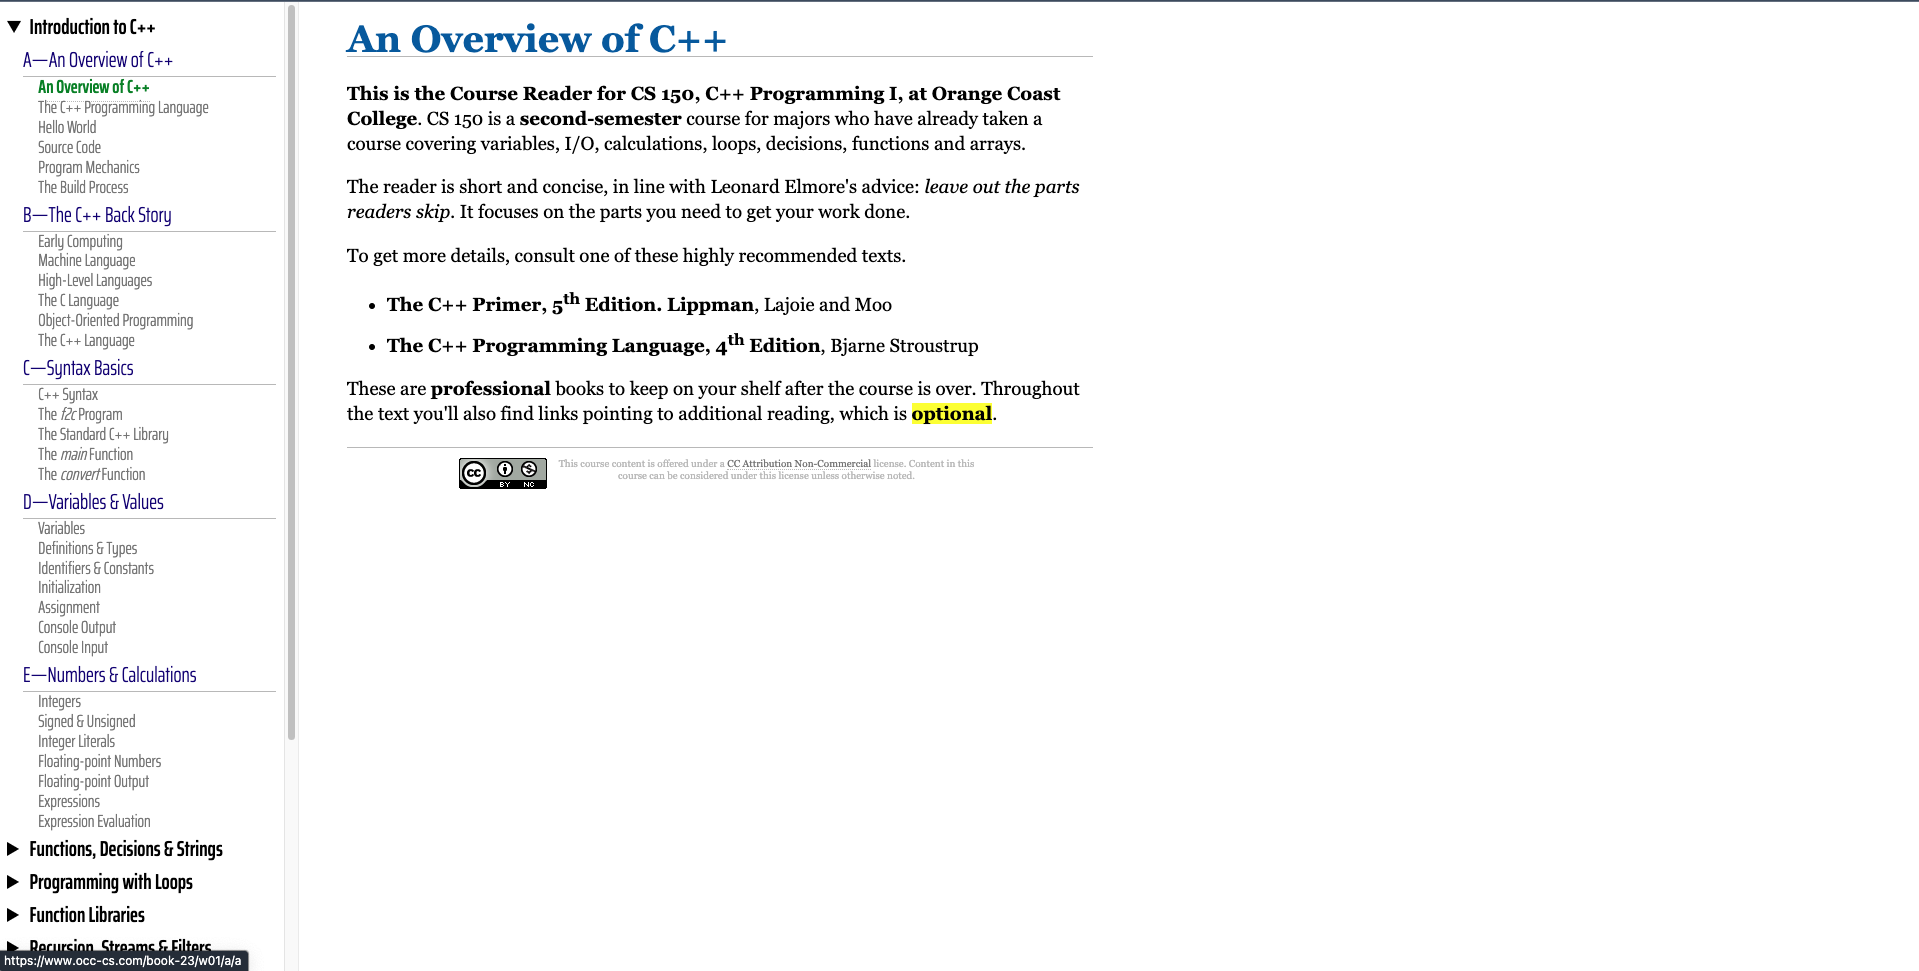 Introduction to C++
A—An Overview of C++
An Overview of C++
The C++ Programming Language
Hello World
Source Code
Program Mechanics
The Build Process
B—The C++ Back Story
Early Computing
Machine Language
High-Level Languages
The C Language
Object-Oriented Programming
The C++ Language
C—Syntax Basics
C++ Syntax
The f2c Program
The Standard C++ Library
The main Function
The convert Function
D—Variables & Values
Variables
Definitions & Types
Identifiers & Constants
Initialization
Assignment
Console Output
Console Input
E—Numbers & Calculations
Integers
Signed & Unsigned
Integer Literals
Floating-point Numbers
Floating-point Output
Expressions
Expression Evaluation
Functions, Decisions & Strings
Programming with Loops
Function Libraries
Recursion, Streams & Filters
https://www.occ-cs.com/book-23/w01/a/a
An Overview of C++
This is the Course Reader for CS 150, C++ Programming I, at Orange Coast
College. CS 150 is a second-semester course for majors who have already taken a
course covering variables, I/O, calculations, loops, decisions, functions and arrays.
The reader is short and concise, in line with Leonard Elmore's advice: leave out the parts
readers skip. It focuses on the parts you need to get your work done.
To get more details, consult one of these highly recommended texts.
• The C++ Primer, 5th Edition. Lippman, Lajoie and Moo
• The C++ Programming Language, 4th Edition, Bjarne Stroustrup
These are professional books to keep on your shelf after the course is over. Throughout
the text you'll also find links pointing to additional reading, which is optional.
cc BY NC
This course content is offered under a CC Attribution Non-Commercial license. Content in this
course can be considered under this license unless otherwise noted.